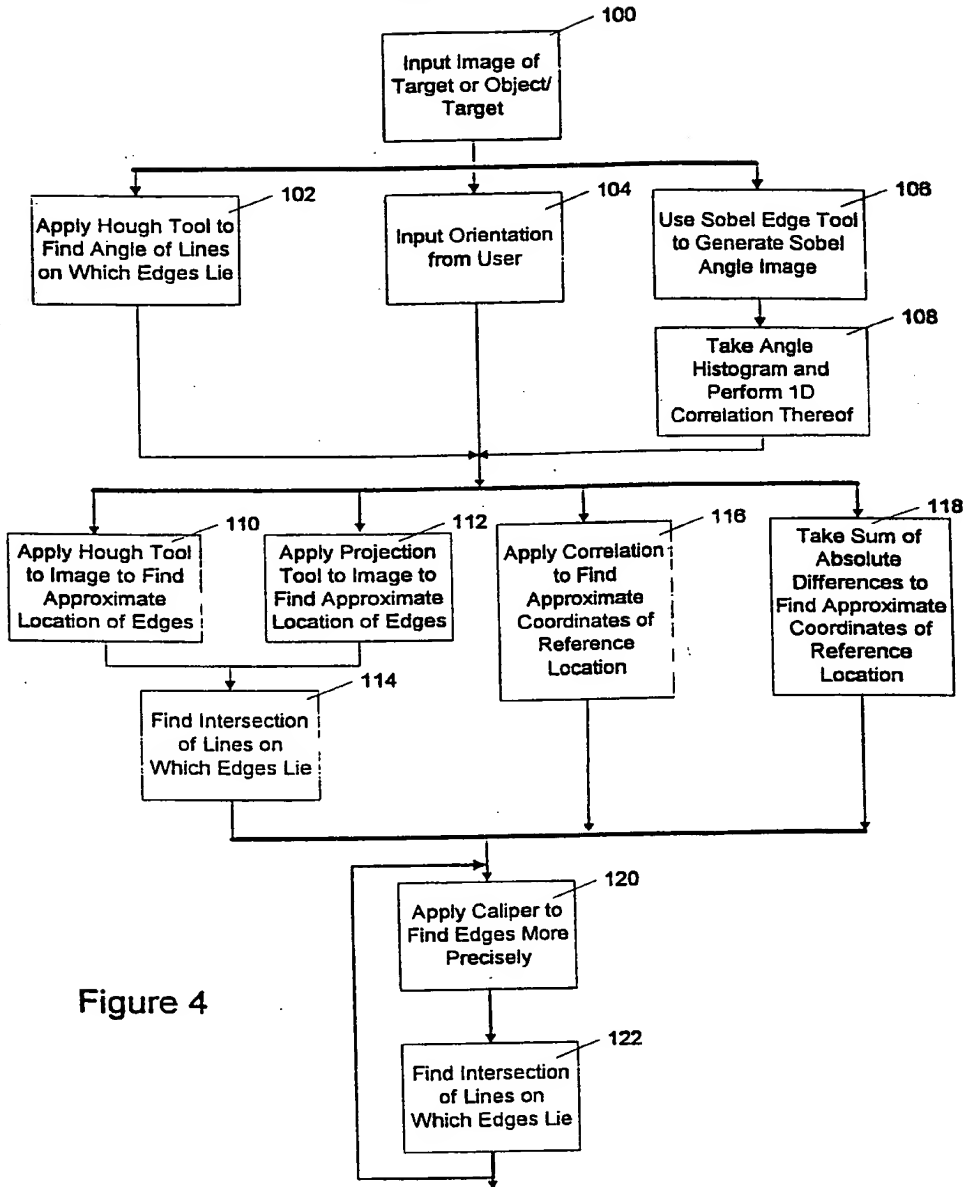 100
Input Image of
Target or Object/
Target
102
Apply Hough Tool to
Find Angle of Lines
on Which Edges Lie
104
Input Orientation
from User
106
Use Sobel Edge Tool
to Generate Sobel
Angle Image
108
Take Angle
Histogram and
Perform 1D
Correlation Thereof
110
Apply Hough Tool
to Image to Find
Approximate
Location of Edges
112
Apply Projection
Tool to Image to
Find Approximate
Location of Edges
116
Apply Correlation
to Find
Approximate
Coordinates of
Reference
Location
118
Take Sum of
Absolute
Differences to
Find Approximate
Coordinates of
Reference
Location
114
Find Intersection
of Lines on
Which Edges Lie
120
Apply Caliper to
Find Edges More
Precisely
Figure 4
122
Find Intersection
of Lines on
Which Edges Lie